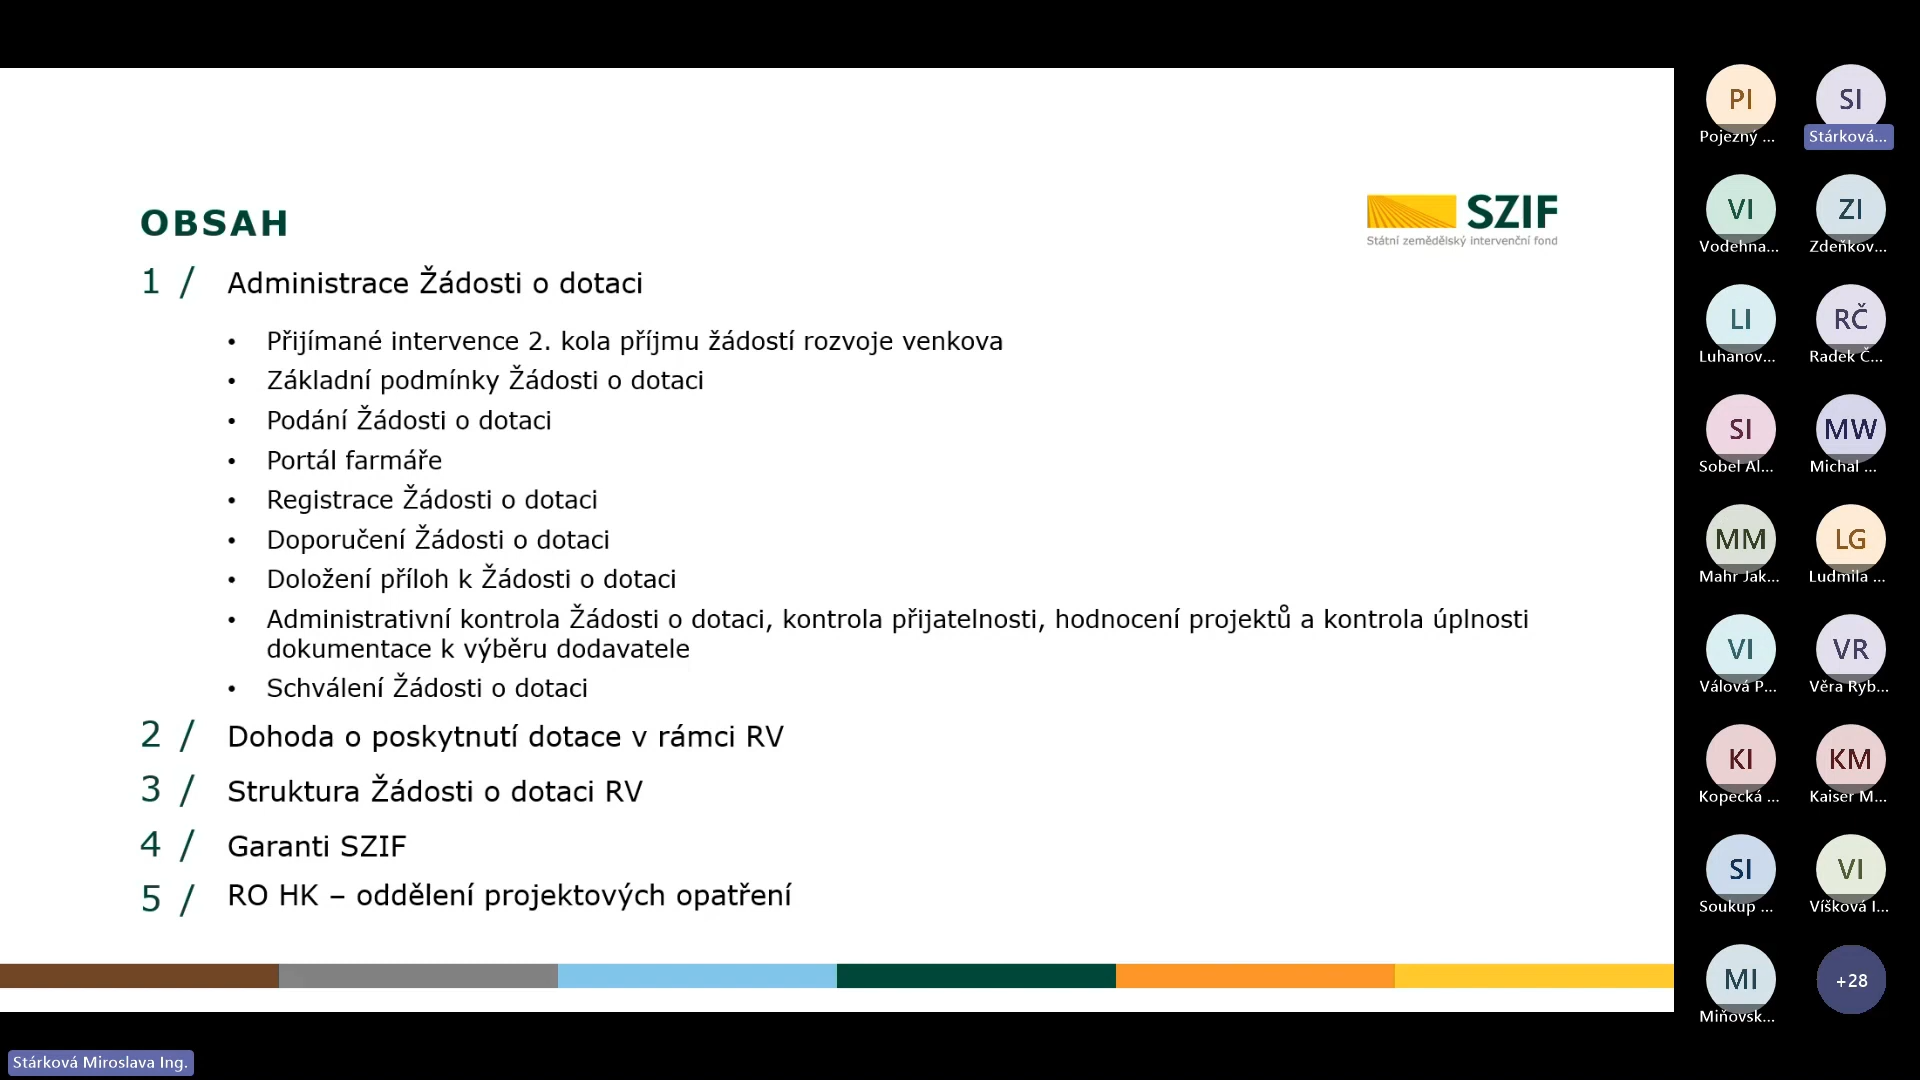 OBSAH
SZIF
Státní zemědělský intervenční fond
1 / Administrace Žádosti o dotaci
• Přijímané intervence 2. kola příjmu žádostí rozvoje venkova
• Základní podmínky Žádosti o dotaci
• Podání Žádosti o dotaci
• Portál farmáře
• Registrace Žádosti o dotaci
• Doporučení Žádosti o dotaci
• Doložení příloh k Žádosti o dotaci
• Administrativní kontrola Žádosti o dotaci, kontrola přijatelnosti, hodnocení projektů a kontrola úplnosti
dokumentace k výběru dodavatele
• Schválení Žádosti o dotaci
2 / Dohoda o poskytnutí dotace v rámci RV
3 / Struktura Žádosti o dotaci RV
4 / Garanti SZIF
5 / RO HK – oddělení projektových opatření
PI SI
Pojezný ... Stárková...
VI ZI
Vodehna... Zdeňkov...
LI RČ
Luhanov... Radek Č...
SI MW
Sobel Al... Michal ...
MM LG
Mahr Jak... Ludmila ...
VI VR
Válová P... Věra Ryb...
KI KM
Kopecká ... Kaiser M...
SI VI
Soukup ... Víšková I...
MI +28
Miňovsk...
Stárková Miroslava Ing.